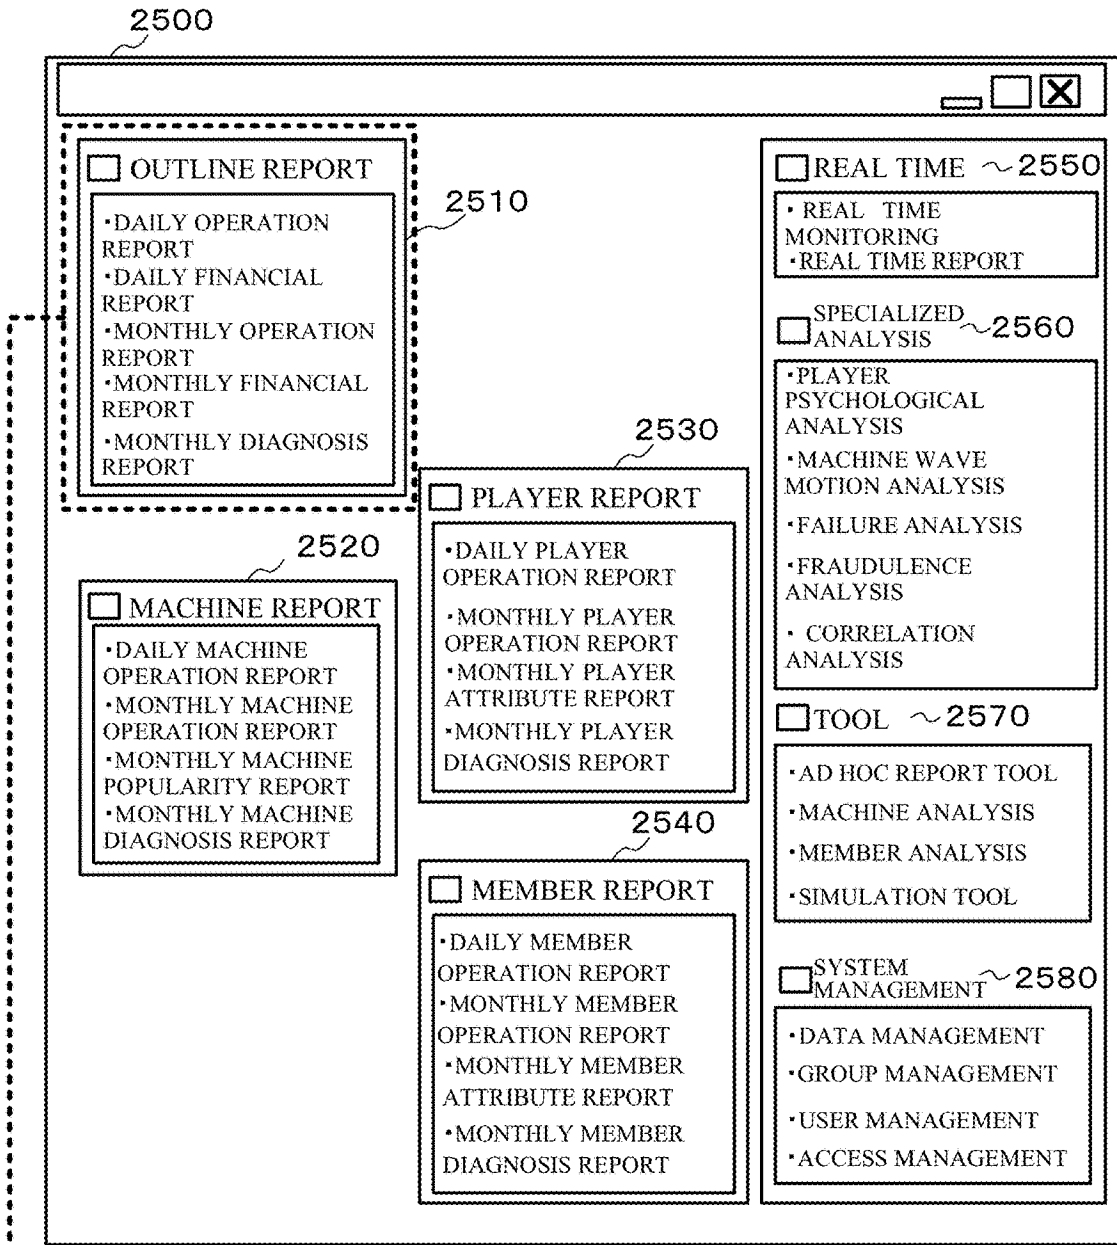 2500
OUTLINE REPORT
2510
・DAILY OPERATION
REPORT
・DAILY FINANCIAL
REPORT
・MONTHLY OPERATION
REPORT
・MONTHLY FINANCIAL
REPORT
・MONTHLY DIAGNOSIS
REPORT
2520
MACHINE REPORT
・DAILY MACHINE
OPERATION REPORT
・MONTHLY MACHINE
OPERATION REPORT
・MONTHLY MACHINE
POPULARITY REPORT
・MONTHLY MACHINE
DIAGNOSIS REPORT
2530
PLAYER REPORT
・DAILY PLAYER
OPERATION REPORT
・MONTHLY PLAYER
OPERATION REPORT
・MONTHLY PLAYER
ATTRIBUTE REPORT
・MONTHLY PLAYER
DIAGNOSIS REPORT
2540
MEMBER REPORT
・DAILY MEMBER
OPERATION REPORT
・MONTHLY MEMBER
OPERATION REPORT
・MONTHLY MEMBER
ATTRIBUTE REPORT
・MONTHLY MEMBER
DIAGNOSIS REPORT
REAL TIME 2550
・ REAL TIME
MONITORING
・REAL TIME REPORT
SPECIALIZED
ANALYSIS 2560
・PLAYER
PSYCHOLOGICAL
ANALYSIS
・MACHINE WAVE
MOTION ANALYSIS
・FAILURE ANALYSIS
・FRAUDULENCE
ANALYSIS
・ CORRELATION
ANALYSIS
TOOL 2570
・AD HOC REPORT TOOL
・MACHINE ANALYSIS
・MEMBER ANALYSIS
・SIMULATION TOOL
SYSTEM
MANAGEMENT 2580
・DATA MANAGEMENT
・GROUP MANAGEMENT
・USER MANAGEMENT
・ACCESS MANAGEMENT